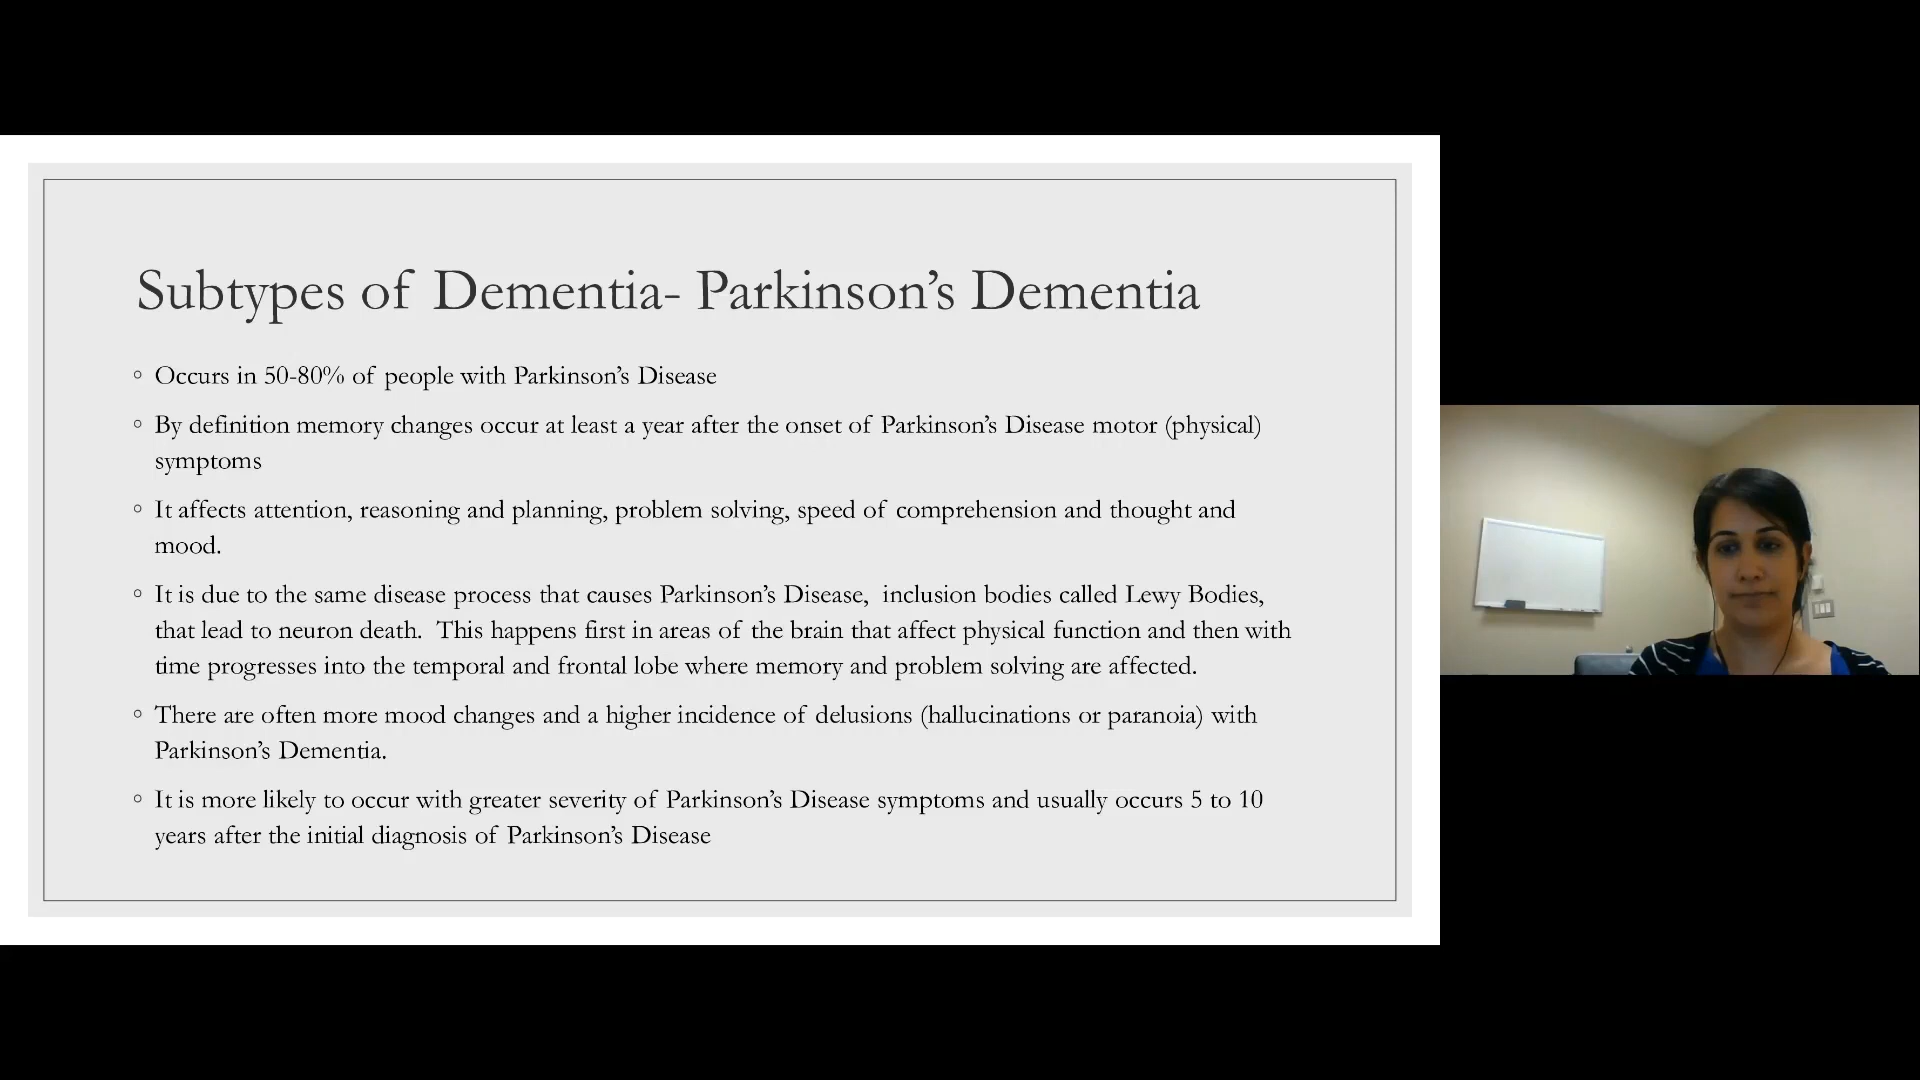 Subtypes of Dementia- Parkinson’s Dementia
◦ Occurs in 50-80% of people with Parkinson’s Disease
◦ By definition memory changes occur at least a year after the onset of Parkinson’s Disease motor (physical)
symptoms
◦ It affects attention, reasoning and planning, problem solving, speed of comprehension and thought and
mood.
◦ It is due to the same disease process that causes Parkinson’s Disease, inclusion bodies called Lewy Bodies,
that lead to neuron death. This happens first in areas of the brain that affect physical function and then with
time progresses into the temporal and frontal lobe where memory and problem solving are affected.
◦ There are often more mood changes and a higher incidence of delusions (hallucinations or paranoia) with
Parkinson’s Dementia.
◦ It is more likely to occur with greater severity of Parkinson’s Disease symptoms and usually occurs 5 to 10
years after the initial diagnosis of Parkinson’s Disease